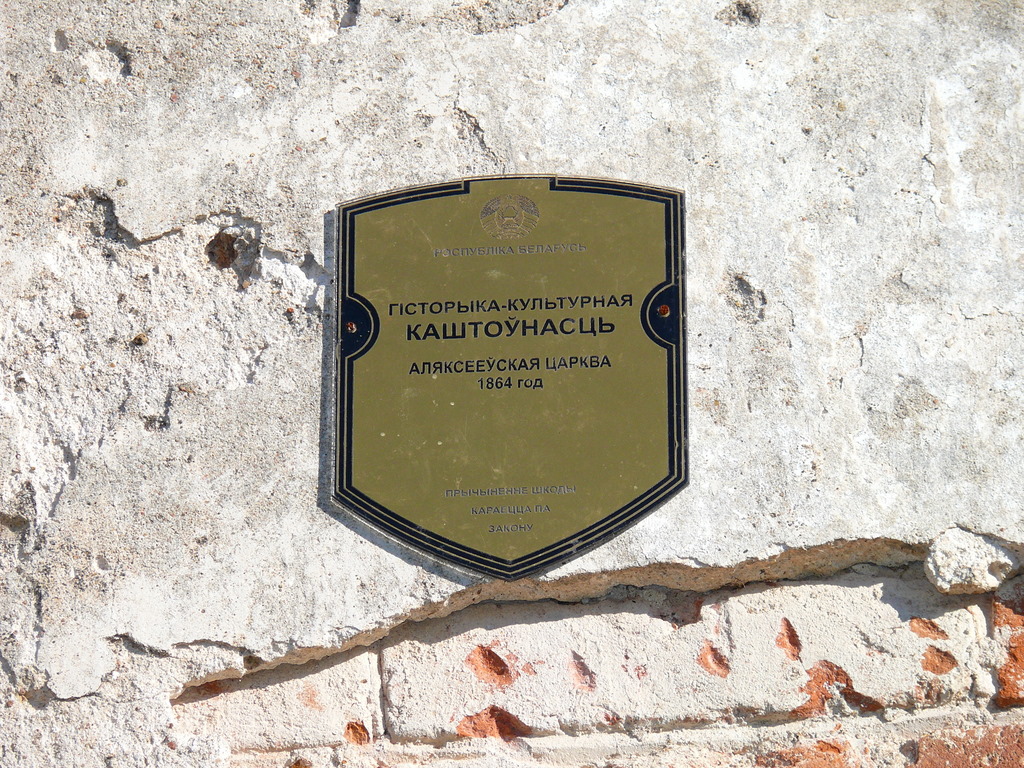 РЭСПУБЛІКА БЕЛАРУСЬ
ГІСТОРЫКА-КУЛЬТУРНАЯ
КАШТОЎНАСЦЬ
АЛЯКСЕЕЎСКАЯ ЦАРКВА
1864 год
ПРЫЧЫНЕННЕ ШКОДЫ
КАРАЕЦЦА ПА
ЗАКОНУ